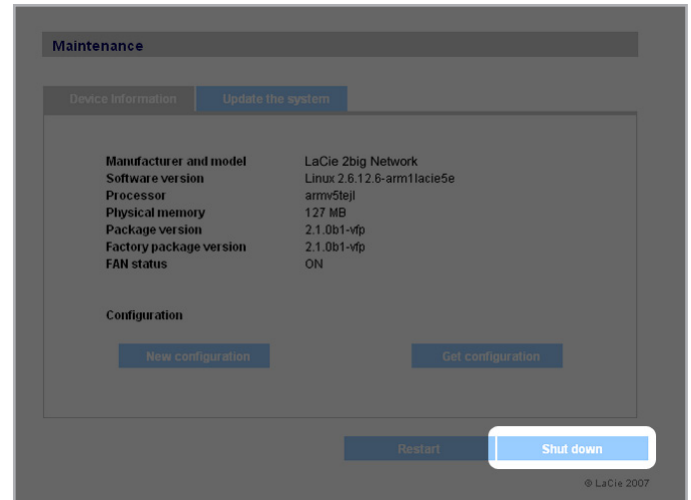 Maintenance
Device Information Update the system
Manufacturer and model LaCie 2big Network
Software version Linux 2.6.12.6-arm1lacie5e
Processor armv5tejl
Physical memory 127 MB
Package version 2.1.0b1-vfp
Factory package version 2.1.0b1-vfp
FAN status ON
Configuration
New configuration Get configuration
Restart Shut down
© LaCie 2007